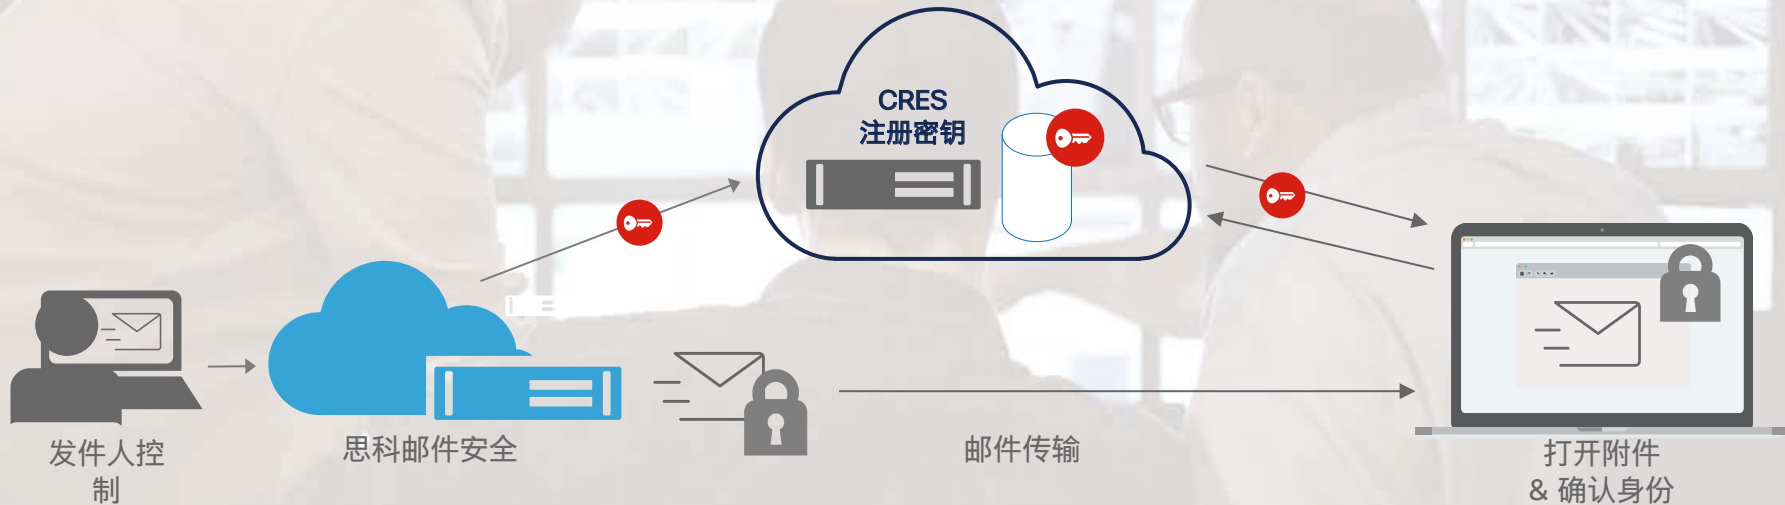 CRES
注册密钥
发件人控
制
思科邮件安全
邮件传输
打开附件
& 确认身份